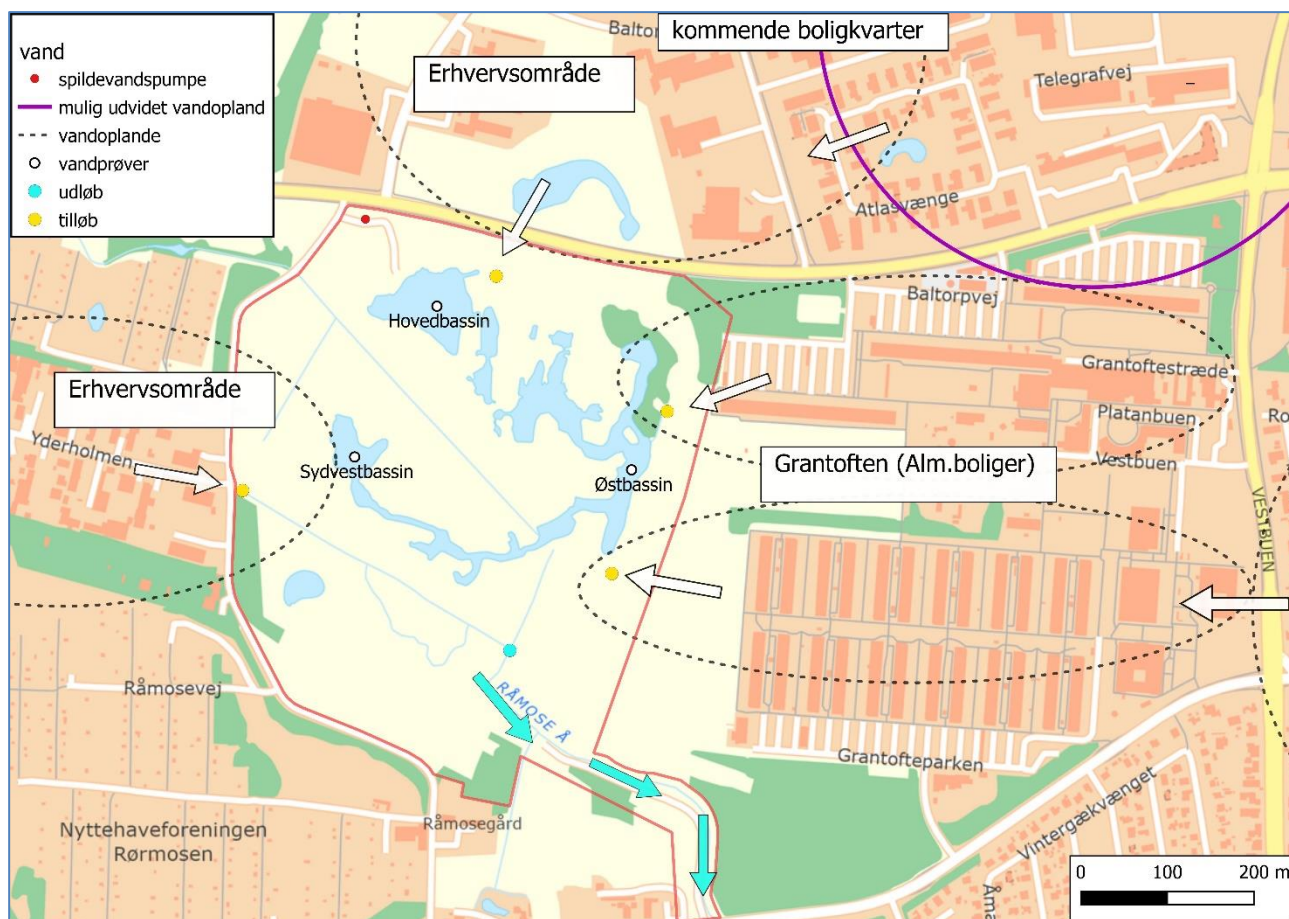 vand
spildevandspumpe
mulig udvidet vandopland
vandoplande
vandprøver
udløb
tilløb
Erhvervsområde
kommende boligkvarter
Telegrafvej
Atlasvænge
Baltorpvej
Hovedbassin
Grantoftestræde
Erhvervsområde
Platanbuen
Yderholmen
Sydvestbassin
Østbassin
Grantoften (Alm.boliger)
Vestbuen
VESTBUEN
Råmosevej
RÅMOSE Å
Grantofteparken
Vintergækvænget
Nyttehaveforeningen
Rørmosen
Råmosegård
0 100 200 m